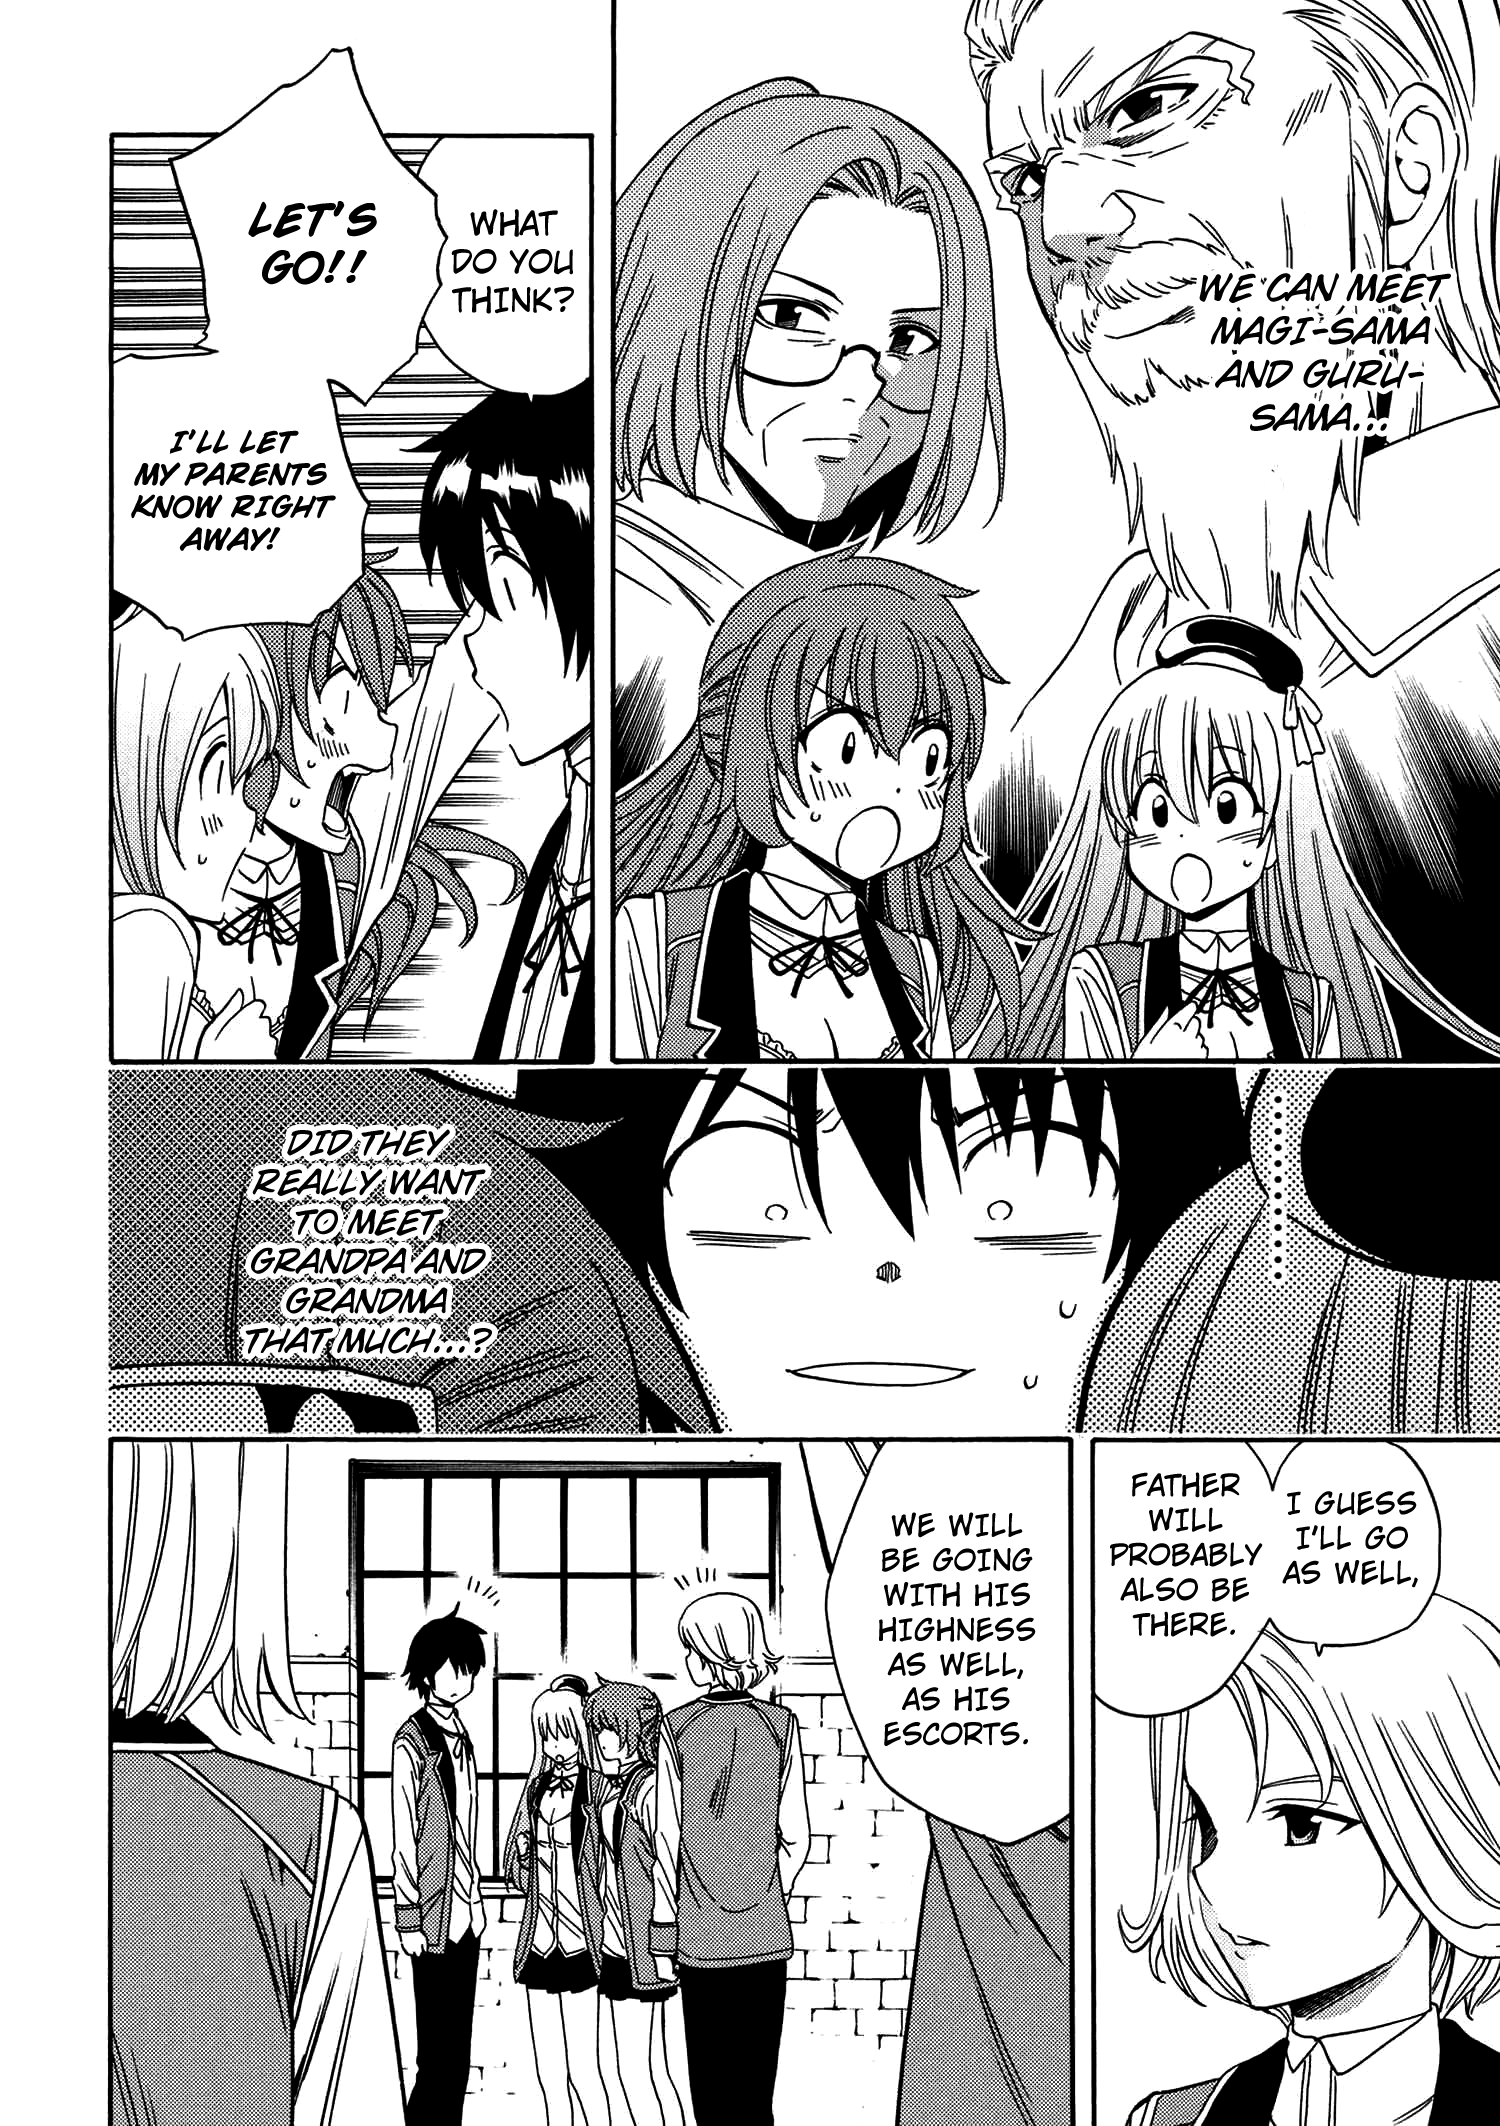 WE CAN MEET
MAGI-SAMA
AND GURU-
SAMA...
WHAT
DO YOU
THINK?
LET'S
GO!!
I'LL LET
MY PARENTS
KNOW RIGHT
AWAY!
DID THEY
REALLY WANT
TO MEET
GRANDPA AND
GRANDMA
THAT MUCH...?
I GUESS
I'LL GO
AS WELL,
FATHER
WILL
PROBABLY
ALSO BE
THERE.
WE WILL
BE GOING
WITH HIS
HIGHNESS
AS WELL,
AS HIS
ESCORTS.